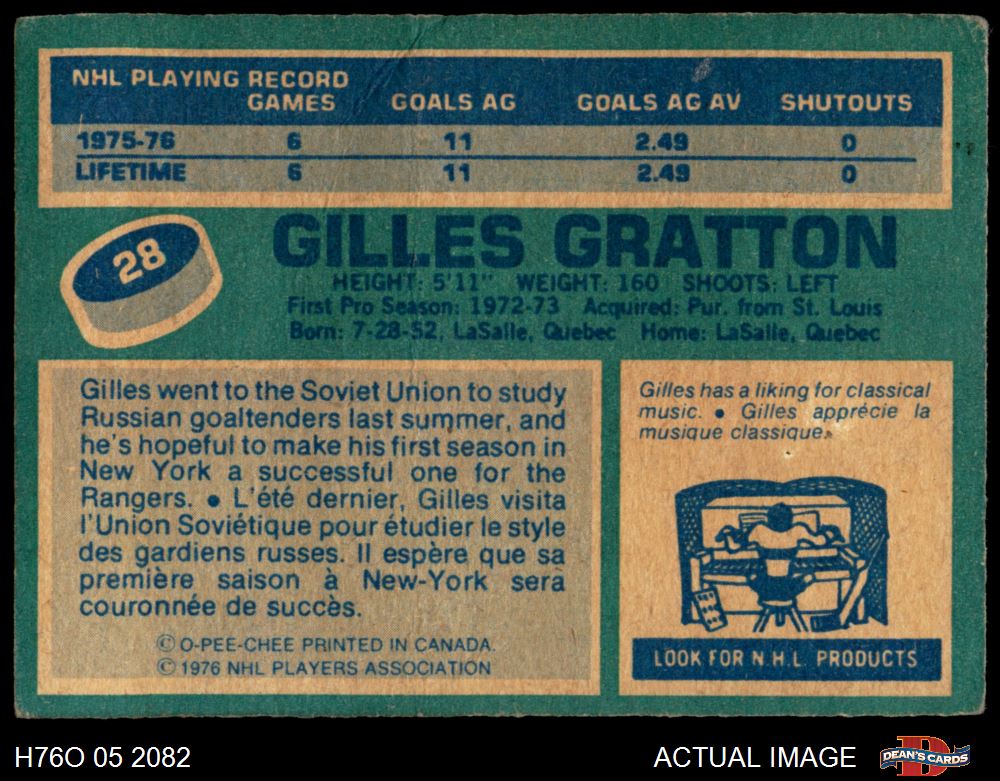 NHL PLAYING RECORD
GAMES GOALS AG GOALS AG AV SHUTOUTS
1975-76 6 11 2.49 0
LIFETIME 6 11 2.49 0
28
GILLES GRATTON
HEIGHT: 5'11" WEIGHT: 160 SHOOTS: LEFT
First Pro Season: 1972-73 Acquired: Pur. from St. Louis
Born: 7-28-52, LaSalle, Quebec Home: LaSalle, Quebec
Gilles went to the Soviet Union to study
Russian goaltenders last summer, and
he's hopeful to make his first season in
New York a successful one for the
Rangers. ● L'été dernier, Gilles visita
l'Union Soviétique pour étudier le style
des gardiens russes. Il espère que sa
première saison à New-York sera
couronnée de succès.
© O-PEE-CHEE PRINTED IN CANADA.
© 1976 NHL PLAYERS ASSOCIATION
Gilles has a liking for classical
music. ● Gilles apprécie la
musique classique.
LOOK FOR N.H.L. PRODUCTS
H76O 05 2082
ACTUAL IMAGE
DEAN'S CARDS